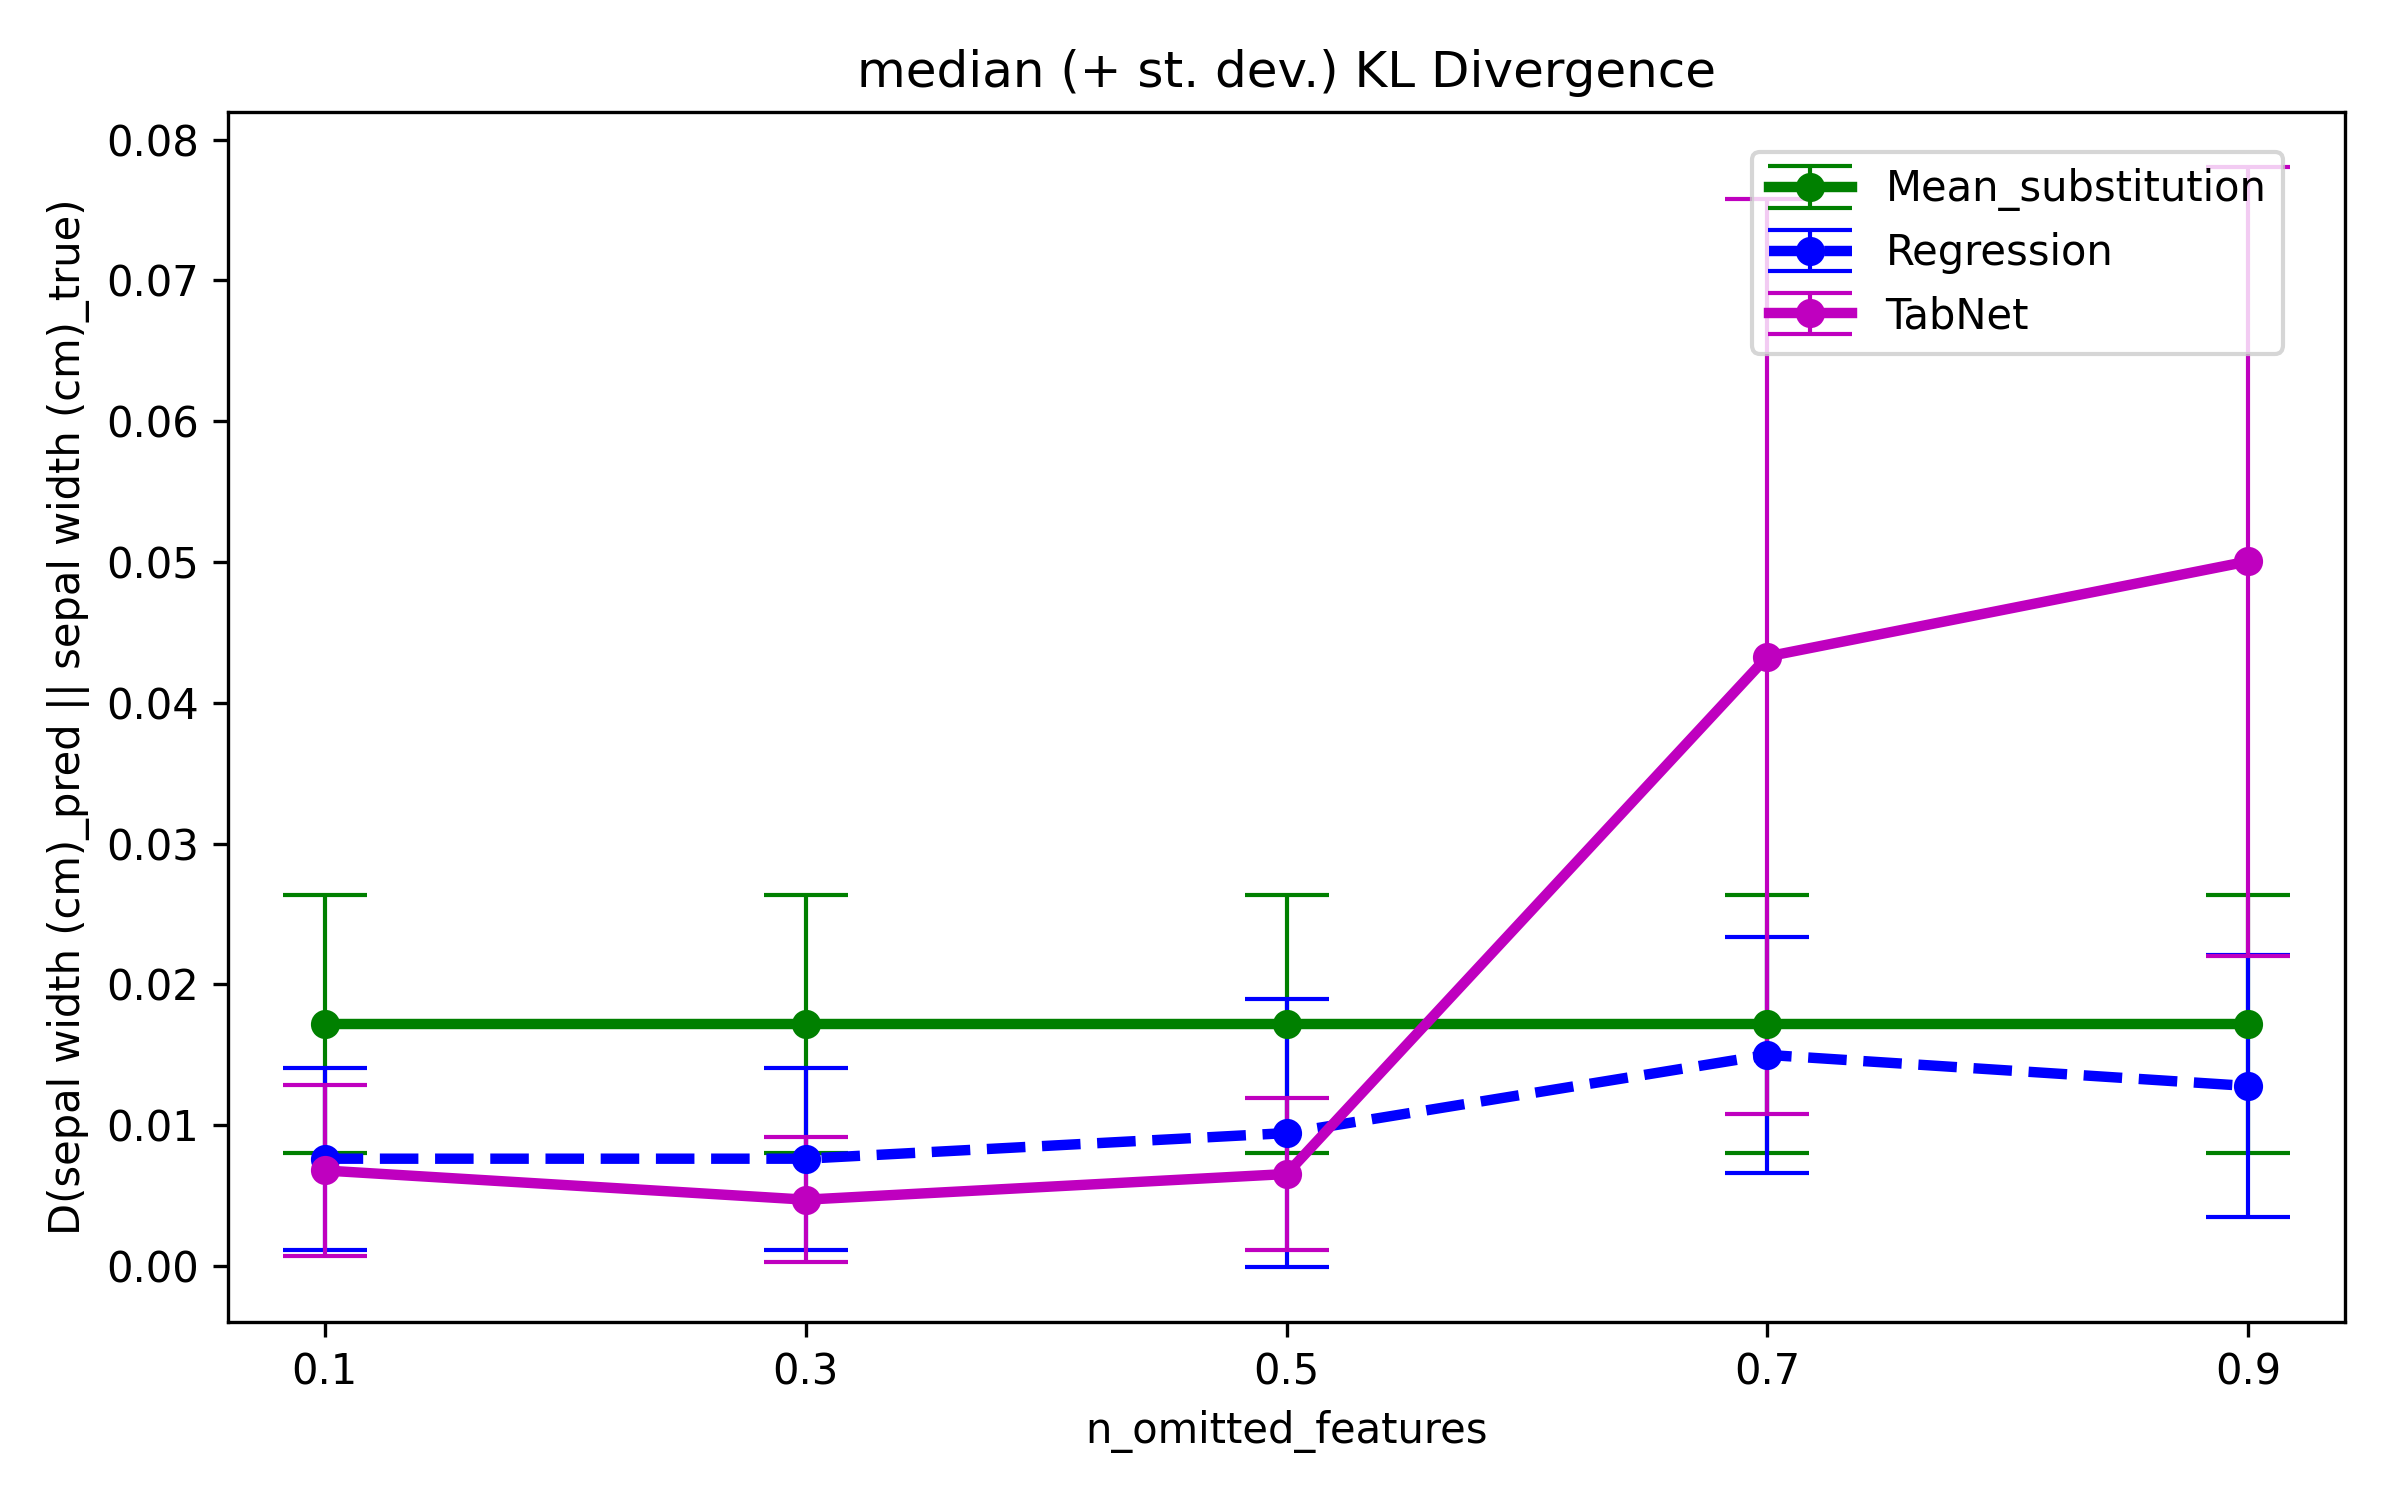 median (+ st. dev.) KL Divergence
D(sepal width (cm)_pred || sepal width (cm)_true)
0.08
0.07
0.06
0.05
0.04
0.03
0.02
0.01
0.00
Mean_substitution
Regression
TabNet
0.1 0.3 0.5 0.7 0.9
n_omitted_features